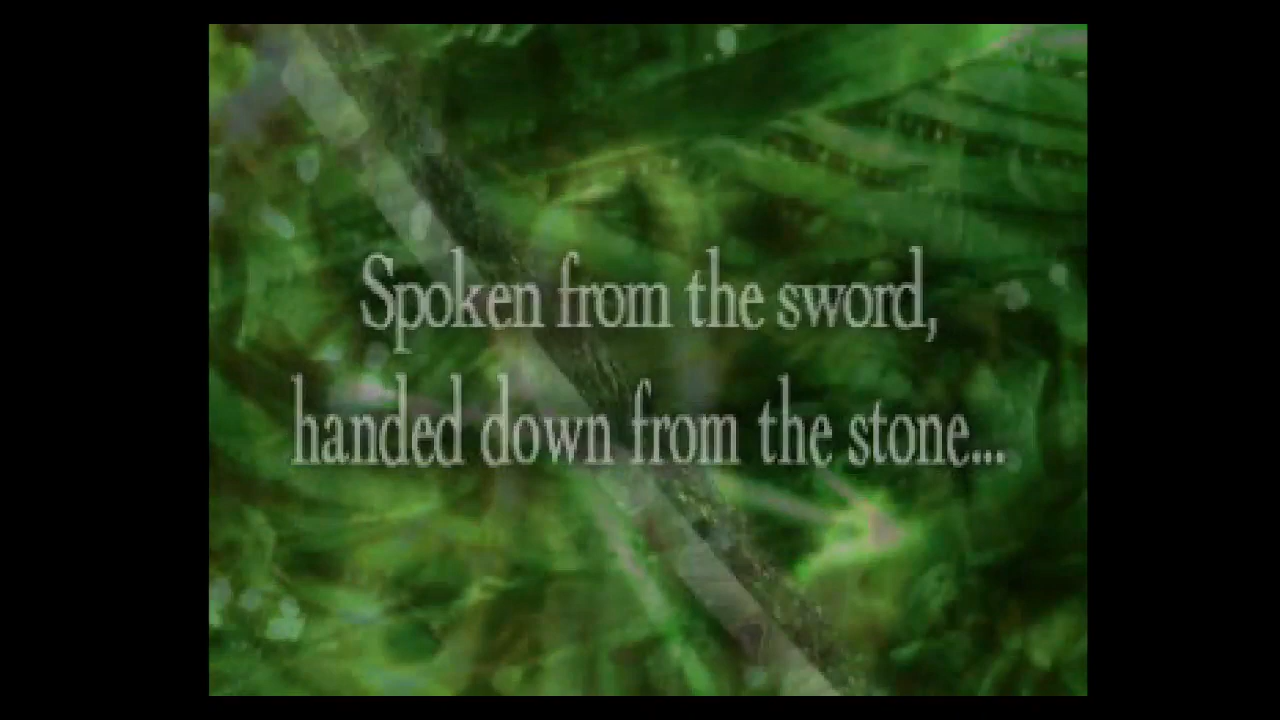 Spoken from the sword,
handed down from the stone...